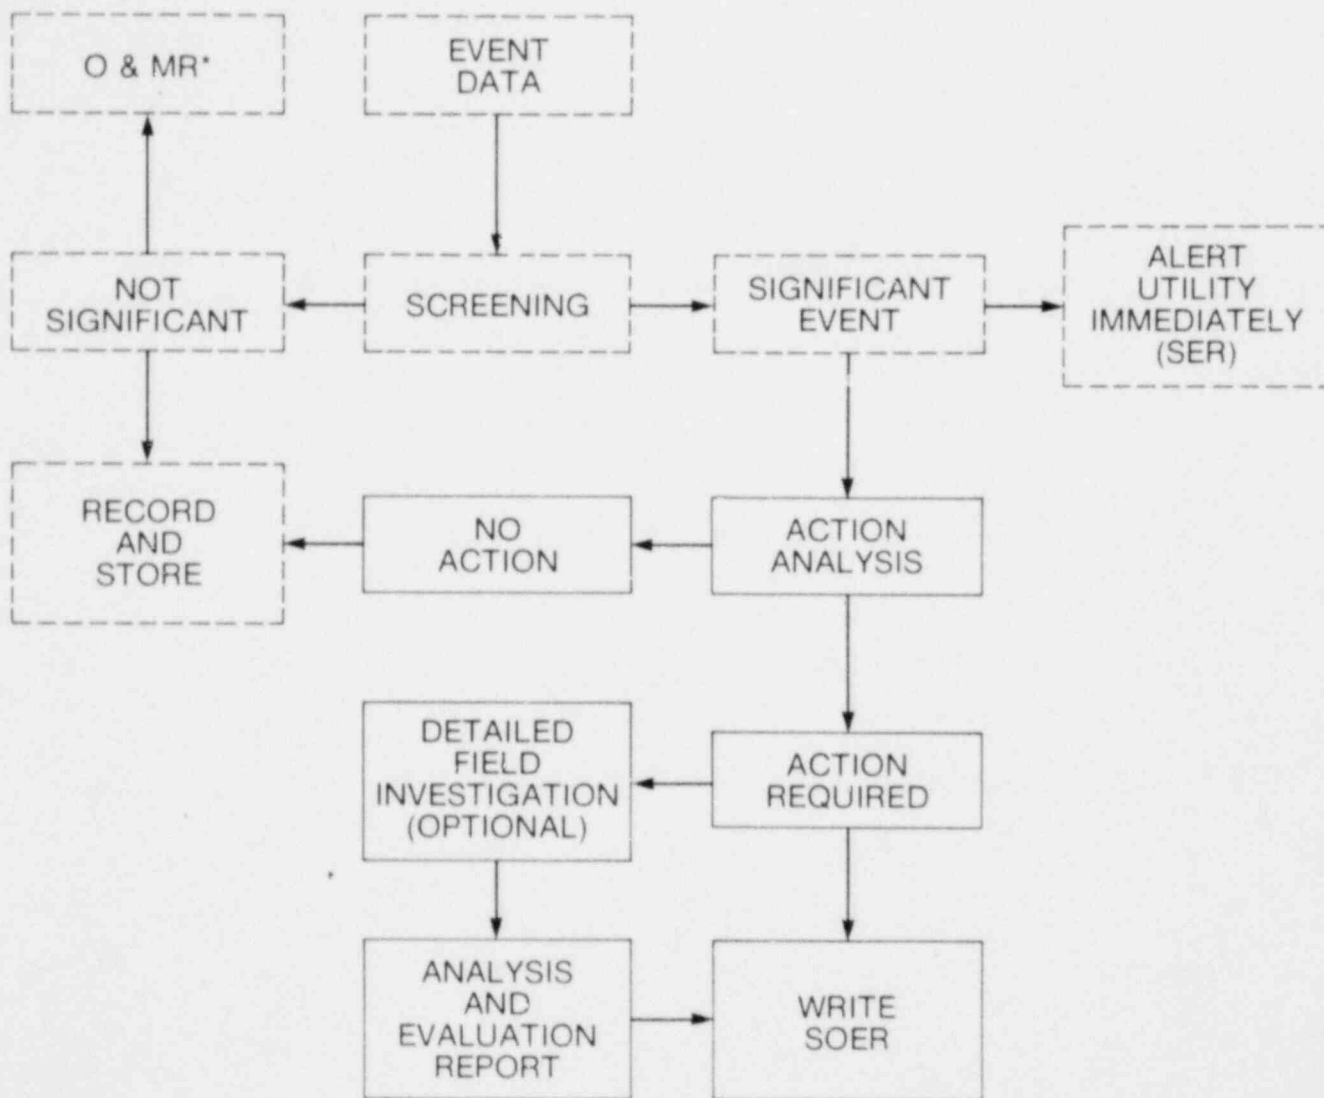 O & MR*
EVENT
DATA
NOT
SIGNIFICANT
SCREENING
SIGNIFICANT
EVENT
ALERT
UTILITY
IMMEDIATELY
(SER)
RECORD
AND
STORE
NO
ACTION
ACTION
ANALYSIS
DETAILED
FIELD
INVESTIGATION
(OPTIONAL)
ACTION
REQUIRED
ANALYSIS
AND
EVALUATION
REPORT
WRITE
SOER